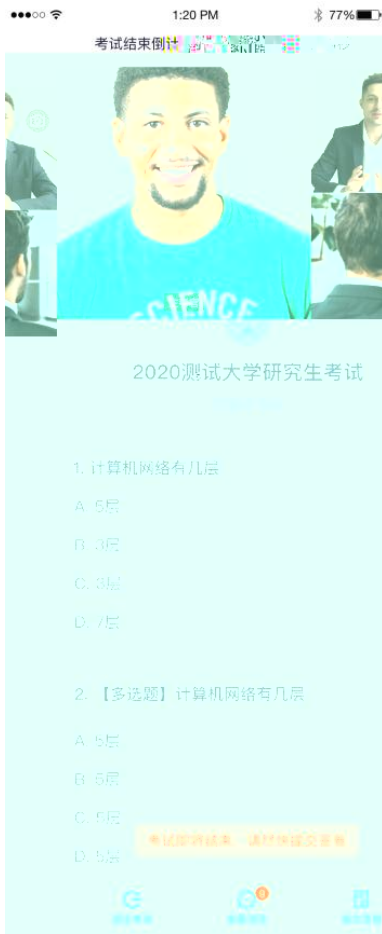 1:20 PM 77%
考试结束倒计
SCIENCE
2020测试大学研究生考试
1. 计算机网络有几层
A. 5层
B. 3层
C. 3层
D. 7层
2. 【多选题】计算机网络有几层
A. 5层
B. 6层
C. 5层
D. 5层
考试即将结束，请尽快提交答卷